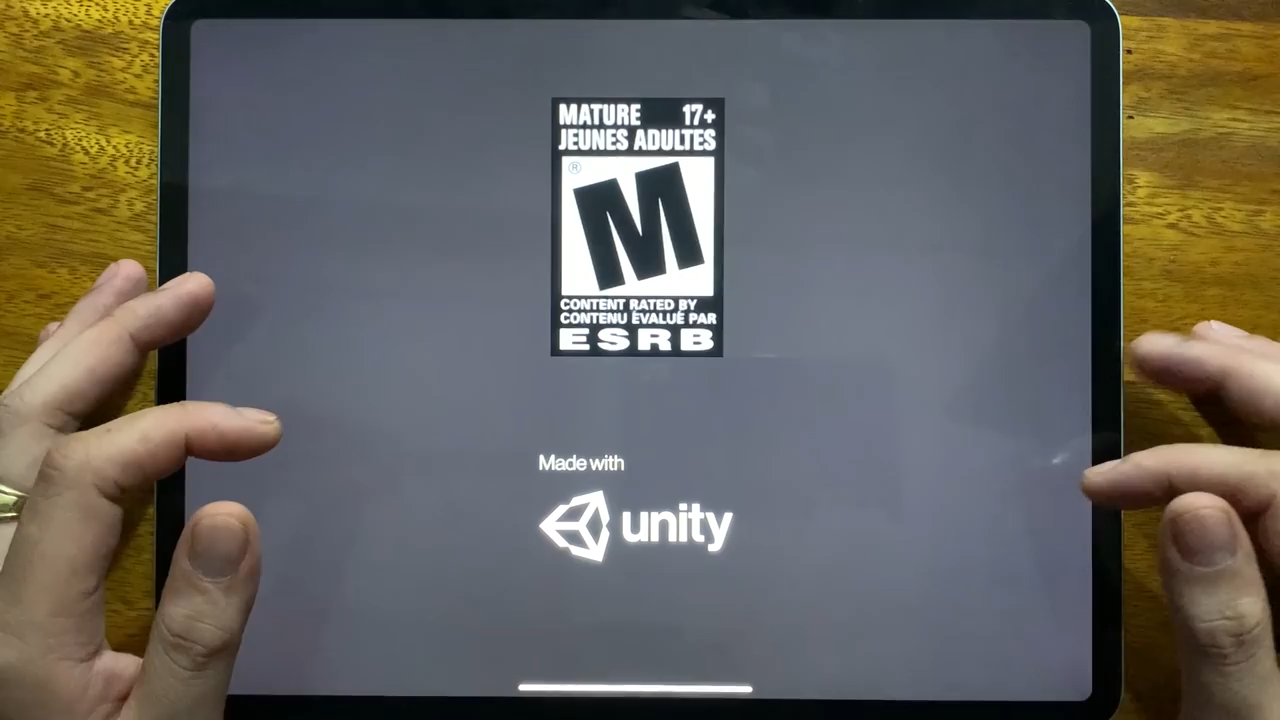 MATURE 17+
JEUNES ADULTES
®
M
CONTENT RATED BY
CONTENU ÉVALUÉ PAR
ESRB
Made with
unity